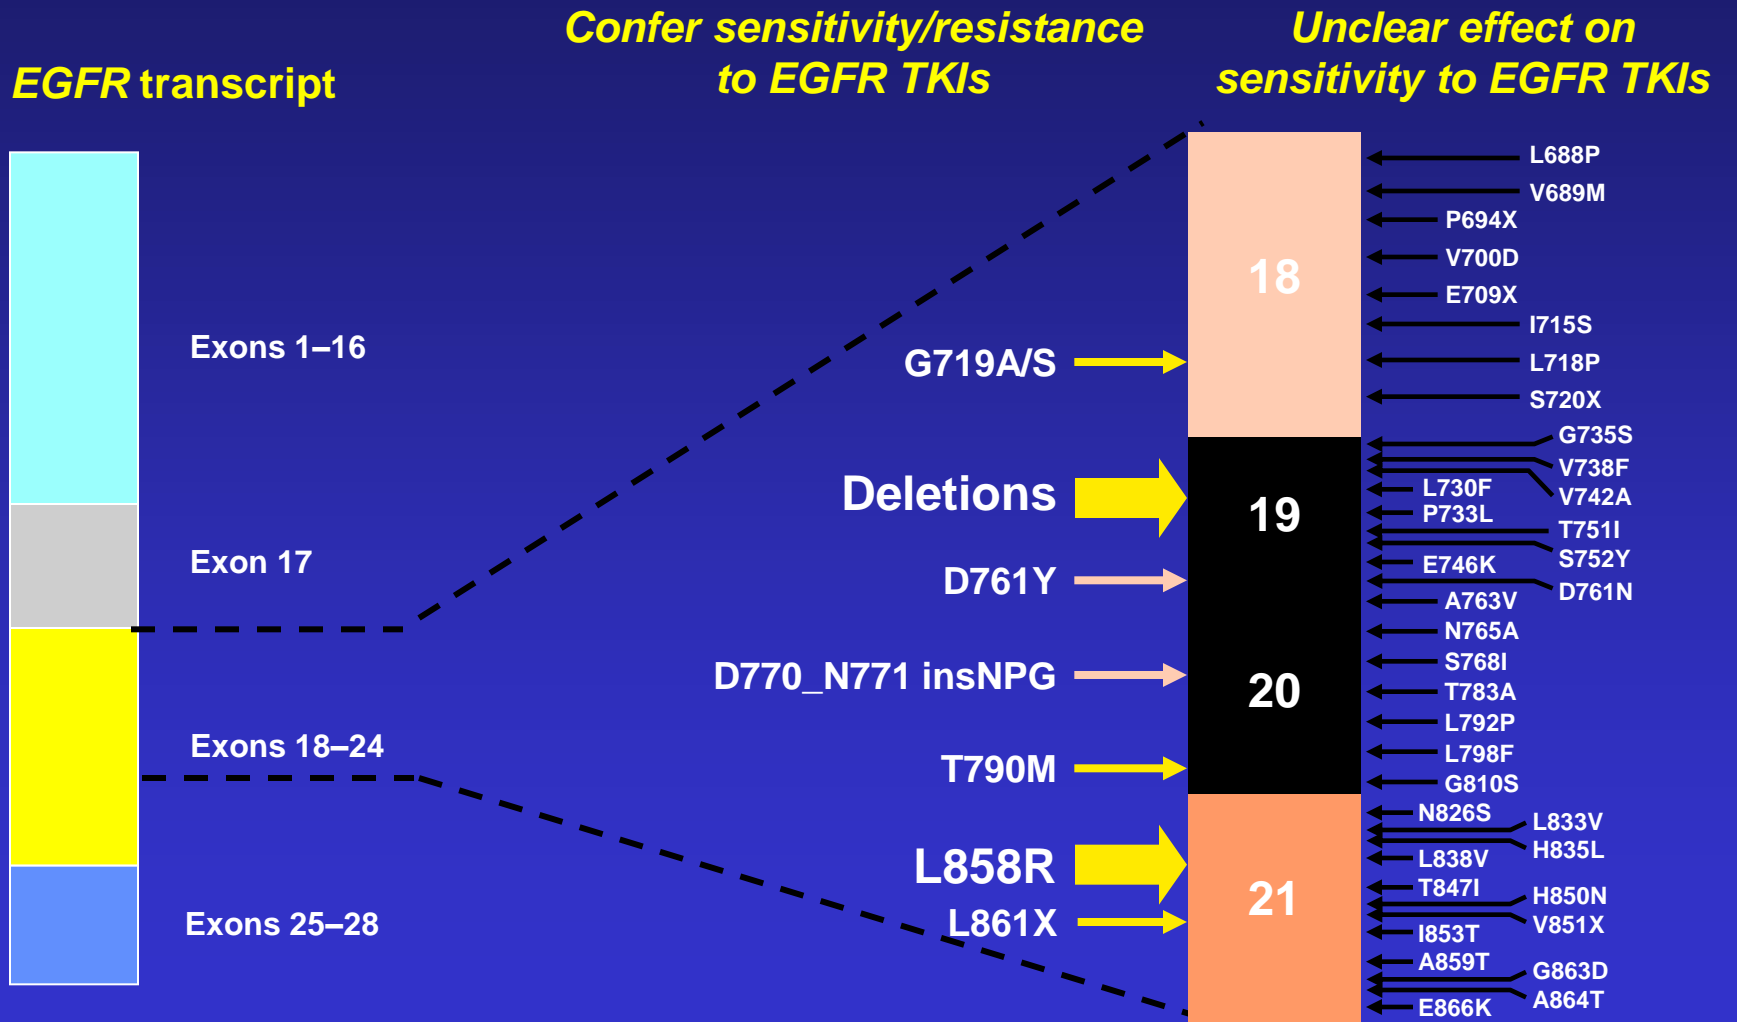 EGFR transcript
Confer sensitivity/resistance
to EGFR TKIs
Unclear effect on
sensitivity to EGFR TKIs
Exons 1–16
Exon 17
Exons 18–24
Exons 25–28
G719A/S
Deletions
D761Y
D770_N771 insNPG
T790M
L858R
L861X
18
19
20
21
L688P
V689M
P694X
V700D
E709X
I715S
L718P
S720X
G735S
V738F
L730F
V742A
P733L
T751I
S752Y
E746K
D761N
A763V
N765A
S768I
T783A
L792P
L798F
G810S
N826S
L833V
H835L
L838V
T847I
H850N
V851X
I853T
A859T
G863D
A864T
E866K